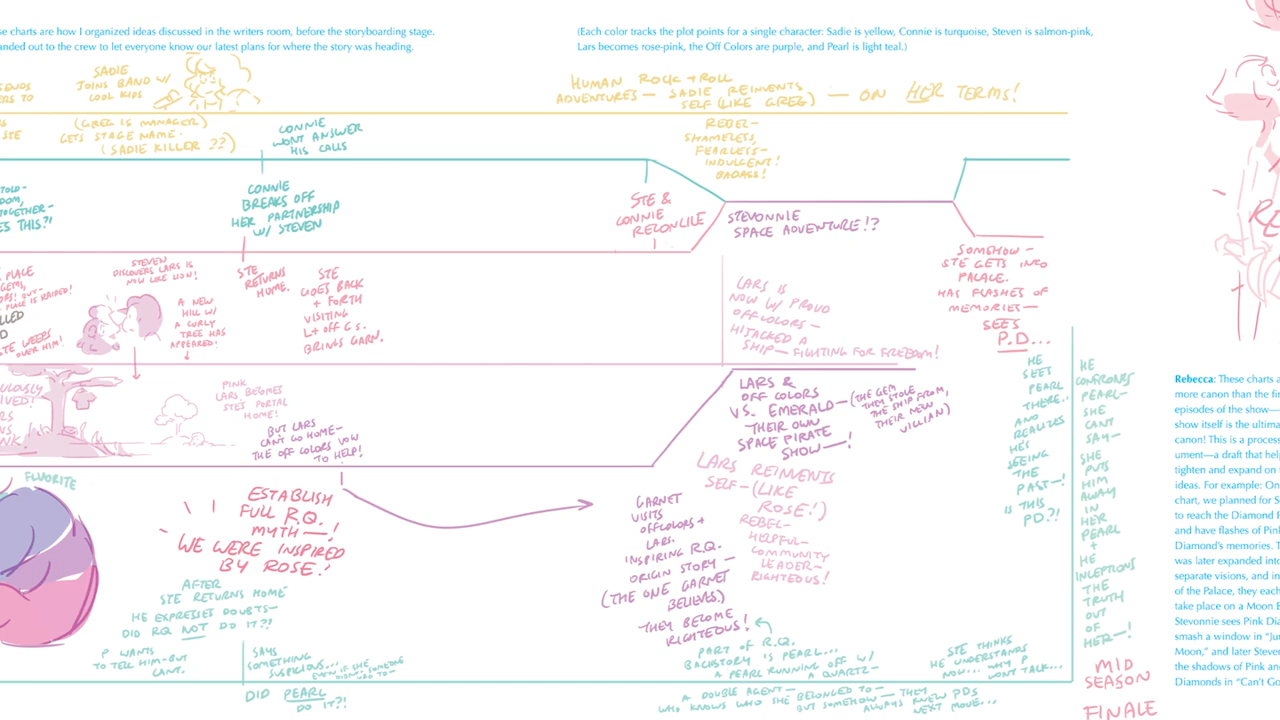 se charts are how I organized ideas discussed in the writers room, before the storyboarding stage.
anded out to the crew to let everyone know our latest plans for where the story was heading.
(Each color tracks the plot points for a single character: Sadie is yellow, Connie is turquoise, Steven is salmon-pink,
Lars becomes rose-pink, the Off Colors are purple, and Pearl is light teal.)
SADIE
JOINS BAND W/
COOL KIDS
(GREG IS MANAGER)
GETS STAGE NAME-
(SADIE KILLER ??)
HUMAN ROCK + ROLL
ADVENTURES — SADIE REINVENTS
SELF (LIKE GREG) — ON HER TERMS!
REBEL-
SHAMELESS,
FEARLESS-
INDULGENT!
BADASS!
CONNIE
WONT ANSWER
HIS CALLS
CONNIE
BREAKS OFF
HER PARTNERSHIP
W/ STEVEN
STE &
CONNIE
RECONCILE
STEVONNIE
SPACE ADVENTURE!?
STEVEN
DISCOVERS LARS IS
NOW LIKE LION!
A NEW
HILL W/
A CURLY
TREE HAS
APPEARED!
STE
RETURNS
HOME.
STE
GOES BACK
+ FORTH
VISITING
L + OFF C s.
BRINGS GARN.
STE WEEPS
OVER HIM!
LARS IS
NOW W/ PROUD
OFFCOLORS —
HIJACKED A
SHIP — FIGHTING FOR FREEDOM!
SOMEHOW —
STE GETS INTO
PALACE.
HAS FLASHES OF
MEMORIES —
SEES
P.D...
PINK
LARS BECOMES
STE'S PORTAL
HOME!
BUT LARS
CAN'T GO HOME-
THE OFF COLORS VOW
TO HELP!
LARS &
OFF COLORS
VS. EMERALD — (THE GEM
THEY STOLE
THE SHIP FROM,
THEIR NEW
VILLIAN)
THEIR OWN
SPACE PIRATE
SHOW —!
LARS REINVENTS
SELF - (LIKE
ROSE!)
REBEL-
HELPFUL-
COMMUNITY
LEADER-
RIGHTEOUS!
HE
SEES
PEARL
THERE..
AND
REALIZES
HE'S
SEEING
THE
PAST—!
IS THIS
PD?!
HE
CONFRONTS
PEARL—
SHE
CANT
SAY—
SHE
PUTS
HIM
AWAY
IN
HER
PEARL
+
HE
INCEPTIONS
THE
TRUTH
OUT
OF
HER—!
MID
SEASON
FINALE
FLUORITE
ESTABLISH
FULL R.Q.
MYTH —!
WE WERE INSPIRED
BY ROSE!
GARNET
VISITS
OFFCOLORS +
LARS.
INSPIRING R.Q.
ORIGIN STORY —
(THE ONE GARNET
BELIEVES)
THEY BECOME
RIGHTEOUS!
AFTER
STE RETURNS HOME
HE EXPRESSES DOUBTS—
DID RQ NOT DO IT??
P WANTS
TO TELL HIM-BUT
CANT.
SAYS
SOMETHING
SUSPICIOUS...
DID PEARL
DO IT?!
PART OF R.Q.
BACKSTORY IS PEARL...
A PEARL RUNNING OFF W/
A QUARTZ—
A DOUBLE AGENT—
WHO KNOWS WHO SHE BELONGED TO —
BUT SOMEHOW — THEY
ALWAYS KNEW PDS
NEXT MOVE...
STE THINKS
HE UNDERSTANDS
NOW... WHY P
WONT TALK...
Rebecca: These charts a
more canon than the fi
episodes of the show—
show itself is the ultima
canon! This is a process
ument—a draft that help
tighten and expand on
ideas. For example: On
chart, we planned for S
to reach the Diamond P
and have flashes of Pin
Diamond's memories. T
was later expanded into
separate visions, and in
of the Palace, they each
take place on a Moon B
Stevonnie sees Pink Dia
smash a window in "Jun
Moon," and later Steve
the shadows of Pink an
Diamonds in "Can't Go